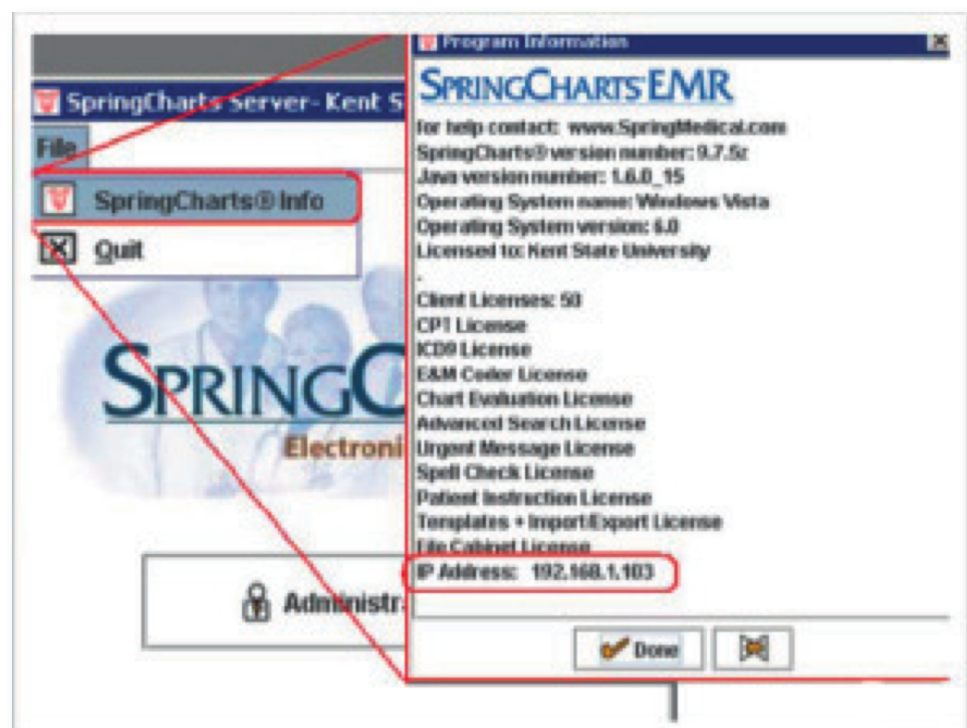 SpringCharts Server- Kent S
File
SpringCharts® Info
Quit
SPRINGC
Electroni
Administr
Program Information
SPRINGCHARTS EMR
for help contact: www.SpringMedical.com
SpringCharts® version number: 9.7.5z
Java version number: 1.6.0_15
Operating System name: Windows Vista
Operating System version: 6.0
Licensed to: Kent State University
.
Client Licenses: 50
CPT License
ICD9 License
E&M Coder License
Chart Evaluation License
Advanced Search License
Urgent Message License
Spell Check License
Patient Instruction License
Templates + Import/Export License
File Cabinet License
IP Address: 192.168.1.103
Done